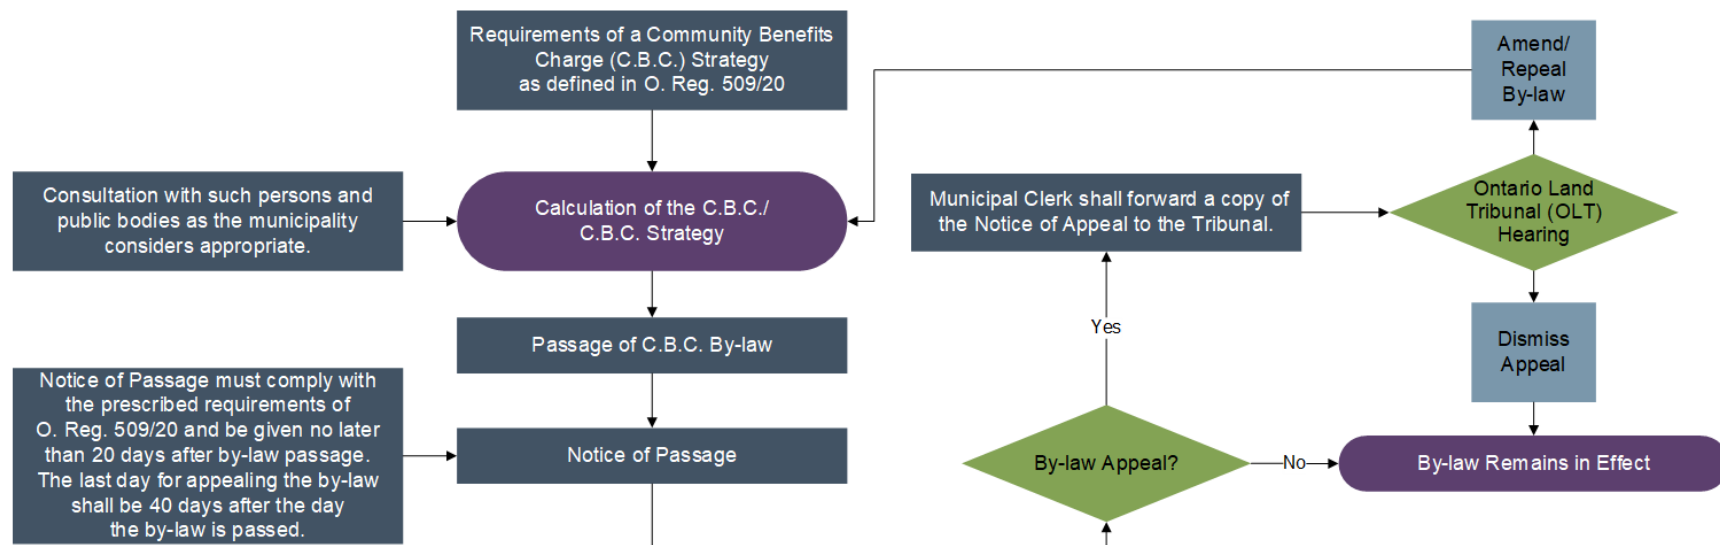 Requirements of a Community Benefits
Charge (C.B.C.) Strategy
as defined in O. Reg. 509/20
Consultation with such persons and
public bodies as the municipality
considers appropriate.
Calculation of the C.B.C./
C.B.C. Strategy
Passage of C.B.C. By-law
Notice of Passage must comply with
the prescribed requirements of
O. Reg. 509/20 and be given no later
than 20 days after by-law passage.
The last day for appealing the by-law
shall be 40 days after the day
the by-law is passed.
Notice of Passage
By-law Appeal?
Yes
No
Municipal Clerk shall forward a copy of
the Notice of Appeal to the Tribunal.
Ontario Land
Tribunal (OLT)
Hearing
Amend/
Repeal
By-law
Dismiss
Appeal
By-law Remains in Effect